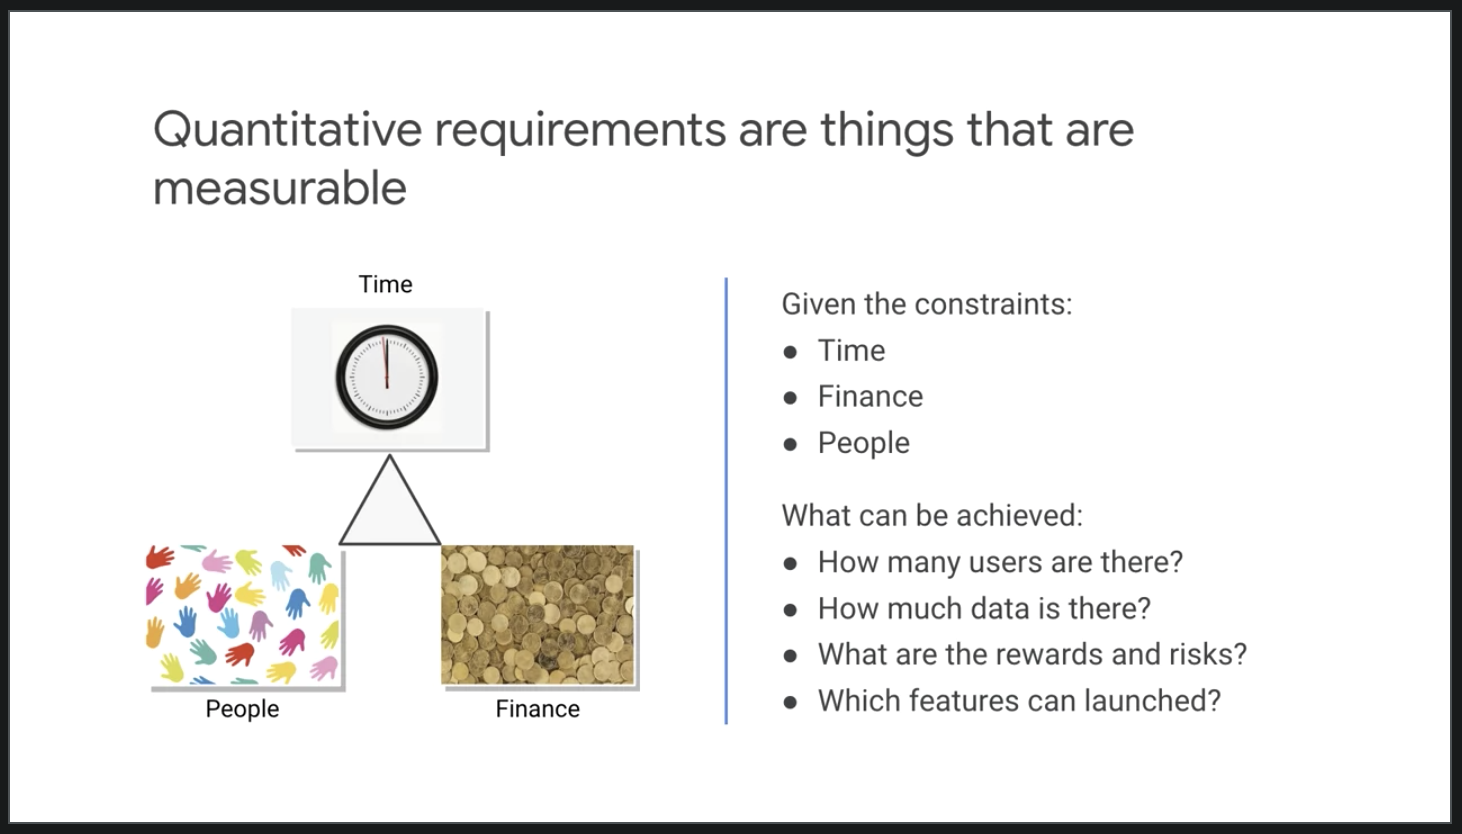 Quantitative requirements are things that are
measurable
Time
People
Finance
Given the constraints:
● Time
● Finance
● People
What can be achieved:
● How many users are there?
● How much data is there?
● What are the rewards and risks?
● Which features can launched?